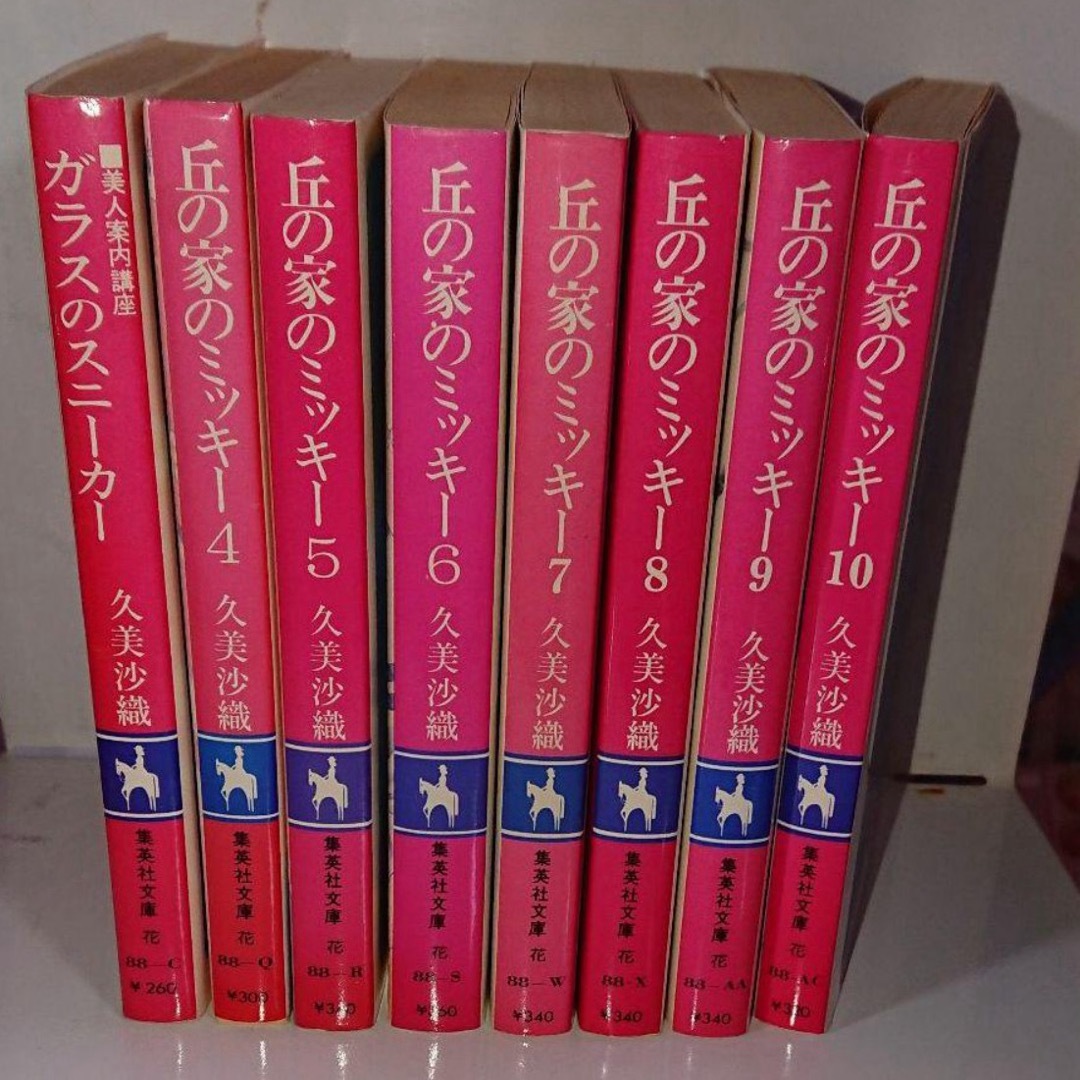 ■美人案内講座
ガラスのスニーカー
久美沙織
集英社文庫 花
88—C
¥260
丘の家のミッキー4
久美沙織
集英社文庫 花
88—Q
¥300
丘の家のミッキー5
久美沙織
集英社文庫 花
88—R
丘の家のミッキー6
久美沙織
集英社文庫 花
88—S
¥360
丘の家のミッキー7
久美沙織
集英社文庫 花
88—W
¥340
丘の家のミッキー8
久美沙織
集英社文庫 花
88-X
¥340
丘の家のミッキー9
久美沙織
集英社文庫 花
88—AA
¥340
丘の家のミッキー10
久美沙織
集英社文庫 花
88-AC
¥320